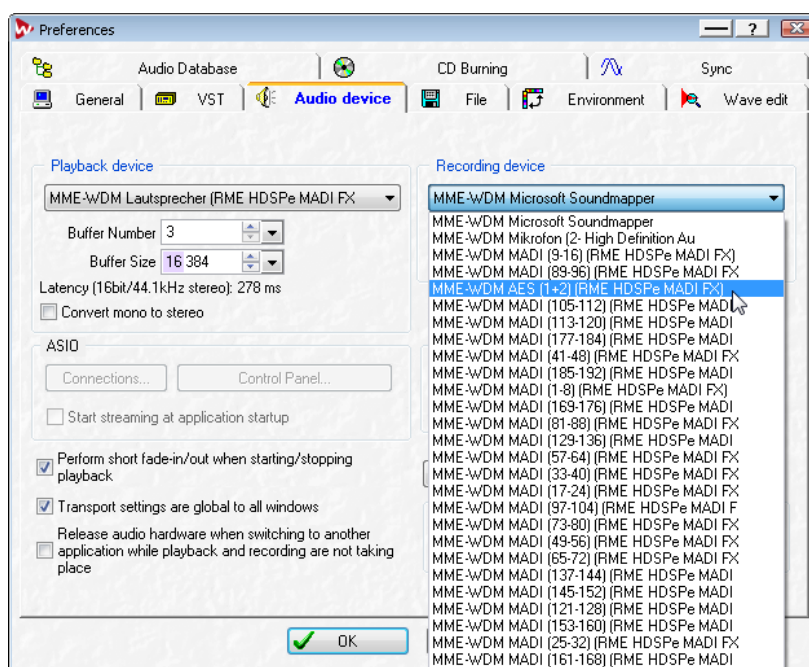 Preferences
Audio Database
CD Burning
Sync
General
VST
Audio device
File
Environment
Wave edit
Playback device
MME-WDM Lautsprecher (RME HDSPe MADI FX
Buffer Number 3
Buffer Size 16 384
Latency (16bit/44.1kHz stereo): 278 ms
Convert mono to stereo
ASIO
Connections...
Control Panel...
Start streaming at application startup
Perform short fade-in/out when starting/stopping
playback
Transport settings are global to all windows
Release audio hardware when switching to another
application while playback and recording are not taking
place
OK
Recording device
MME-WDM Microsoft Soundmapper
MME-WDM Microsoft Soundmapper
MME-WDM Mikrofon (2- High Definition Au
MME-WDM MADI (9-16) (RME HDSPe MADI FX)
MME-WDM MADI (89-96) (RME HDSPe MADI FX
MME-WDM AES (1+2) (RME HDSPe MADI FX)
MME-WDM MADI (105-112) (RME HDSPe MADI
MME-WDM MADI (113-120) (RME HDSPe MADI
MME-WDM MADI (177-184) (RME HDSPe MADI
MME-WDM MADI (41-48) (RME HDSPe MADI FX
MME-WDM MADI (185-192) (RME HDSPe MADI
MME-WDM MADI (1-8) (RME HDSPe MADI FX)
MME-WDM MADI (169-176) (RME HDSPe MADI
MME-WDM MADI (81-88) (RME HDSPe MADI FX
MME-WDM MADI (129-136) (RME HDSPe MADI
MME-WDM MADI (57-64) (RME HDSPe MADI FX
MME-WDM MADI (33-40) (RME HDSPe MADI FX
MME-WDM MADI (17-24) (RME HDSPe MADI FX
MME-WDM MADI (97-104) (RME HDSPe MADI F
MME-WDM MADI (73-80) (RME HDSPe MADI FX
MME-WDM MADI (49-56) (RME HDSPe MADI FX
MME-WDM MADI (65-72) (RME HDSPe MADI FX
MME-WDM MADI (137-144) (RME HDSPe MADI
MME-WDM MADI (145-152) (RME HDSPe MADI
MME-WDM MADI (121-128) (RME HDSPe MADI
MME-WDM MADI (153-160) (RME HDSPe MADI
MME-WDM MADI (25-32) (RME HDSPe MADI FX
MME-WDM MADI (161-168) (RME HDSPe MADI